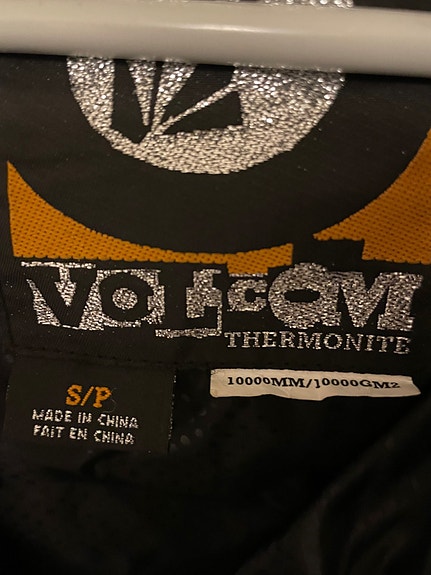 VOLCOM
THERMONITE
10000MM/10000GM2
S/P
MADE IN CHINA
FAIT EN CHINA